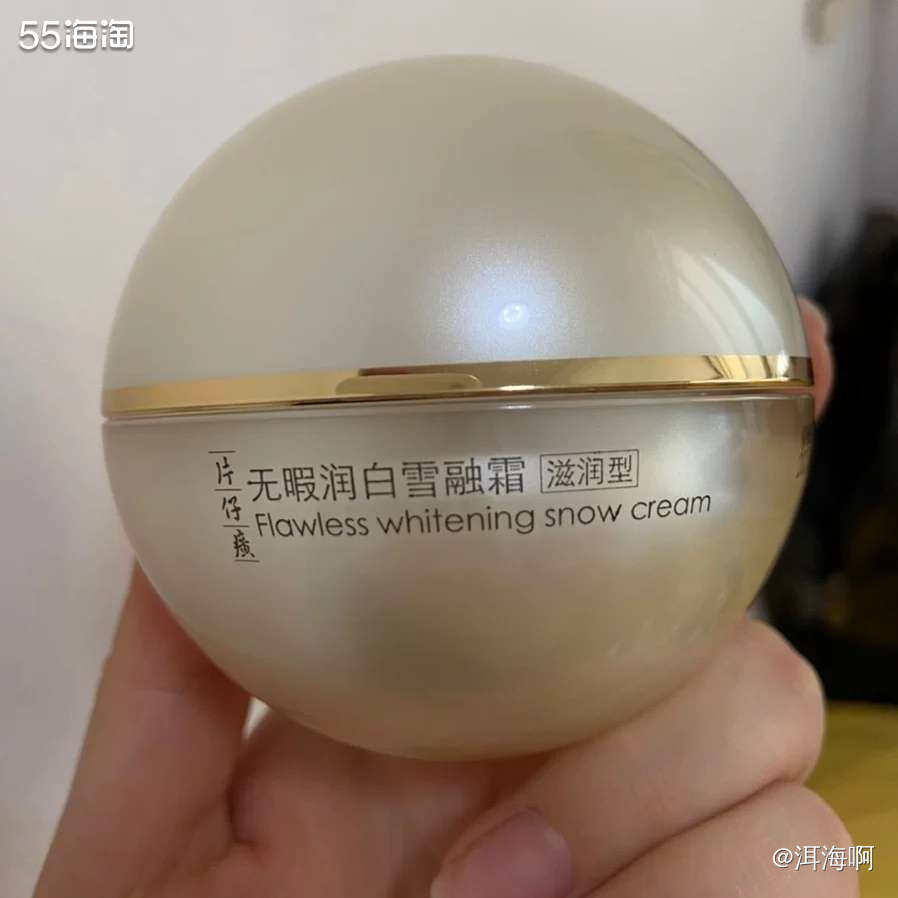 55海淘
片仔癀
无暇润白雪融霜 滋润型
Flawless whitening snow cream
@洱海啊